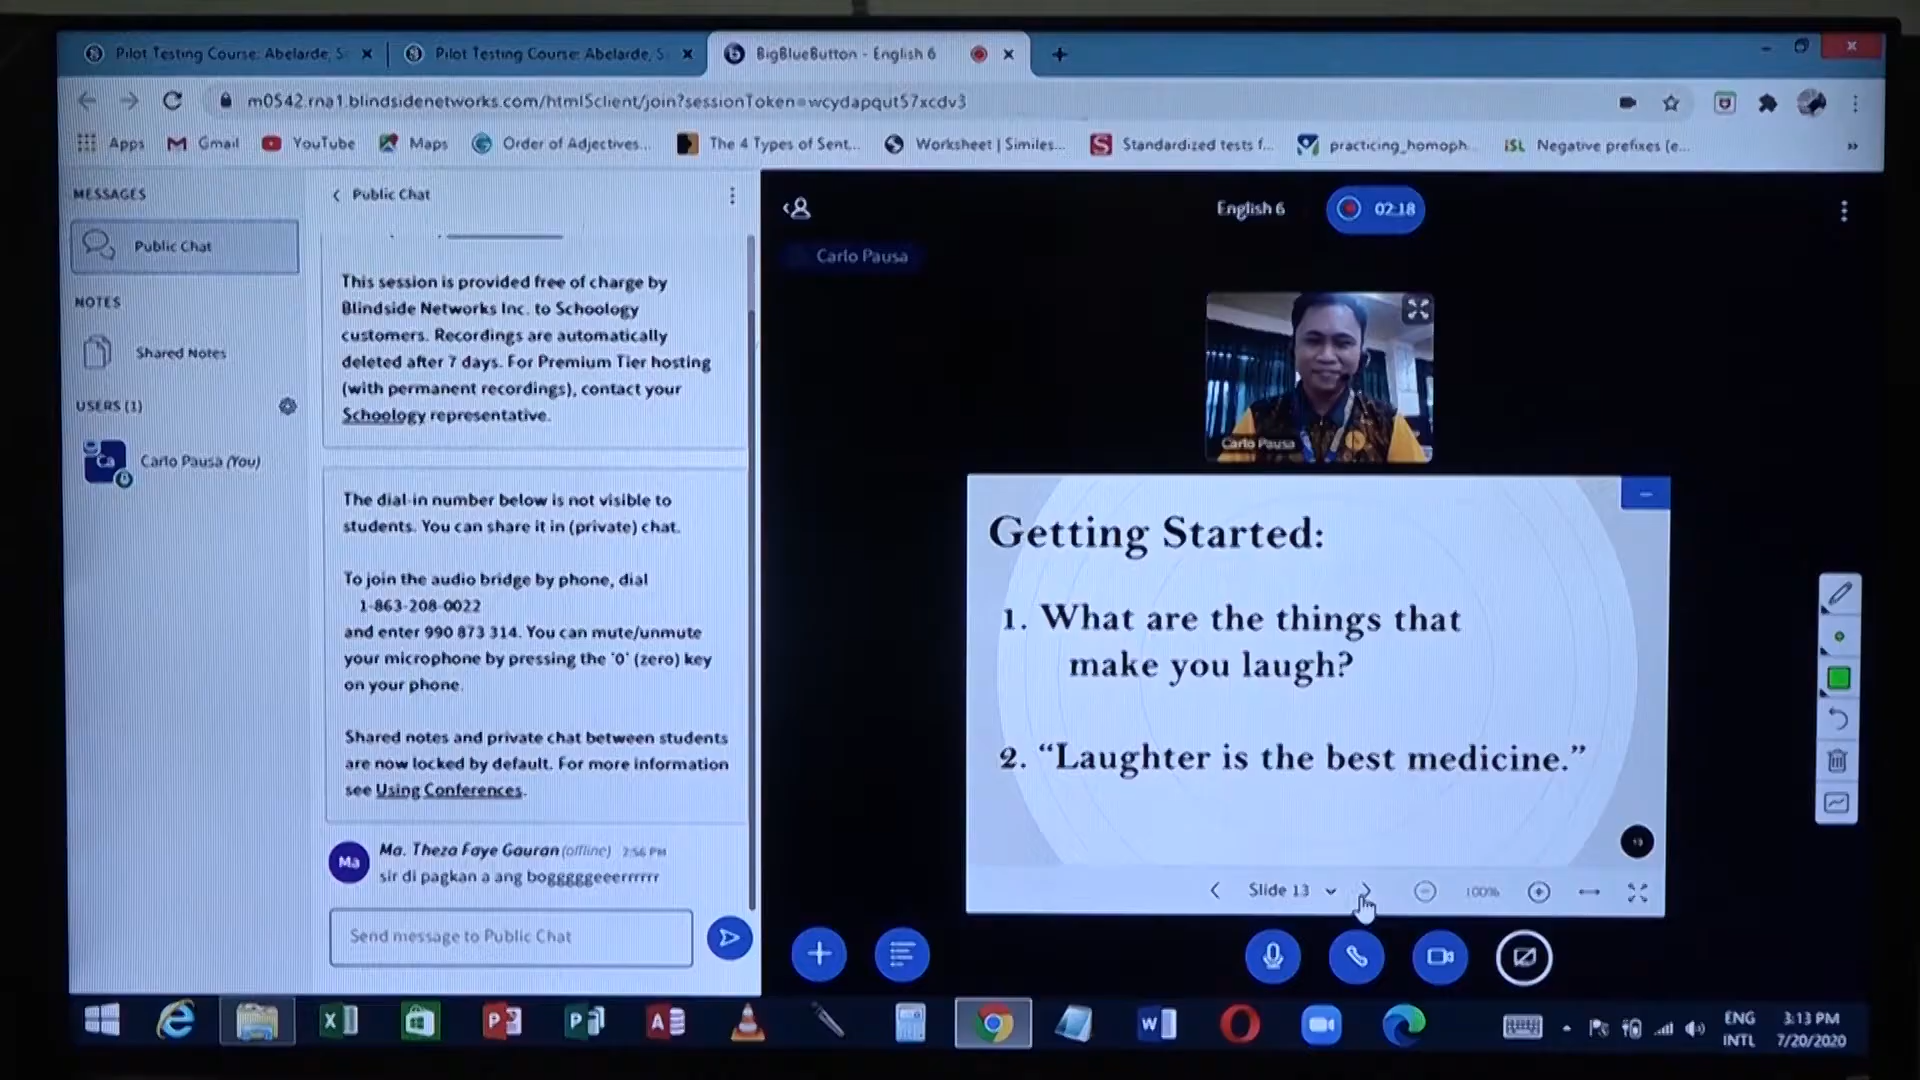 Pilot Testing Course: Abelarde, S
Pilot Testing Course: Abelarde, S
BigBlueButton - English 6
m0542.rna1.blindsidenetworks.com/html5client/join?sessionToken=wcydapqut57xcdv3
Apps
Gmail
YouTube
Maps
Order of Adjectives...
The 4 Types of Sent...
Worksheet | Similes...
Standardized tests f...
practicing_homoph...
Negative prefixes (e...
MESSAGES
Public Chat
NOTES
Shared Notes
USERS (1)
Ca
Carlo Pausa (You)
Public Chat
This session is provided free of charge by
Blindside Networks Inc. to Schoology
customers. Recordings are automatically
deleted after 7 days. For Premium Tier hosting
(with permanent recordings), contact your
Schoology representative.
The dial-in number below is not visible to
students. You can share it in (private) chat.
To join the audio bridge by phone, dial
1-863-208-0022
and enter 990 873 314. You can mute/unmute
your microphone by pressing the '0' (zero) key
on your phone.
Shared notes and private chat between students
are now locked by default. For more information
see Using Conferences.
Ma
Ma. Theza Faye Gauran (offline) 2:56 PM
sir di pagkan a ang bogggggeeerrrrrr
Send message to Public Chat
English 6
02:18
Carlo Pausa
Carlo Pausa
Getting Started:
1. What are the things that
make you laugh?
2. “Laughter is the best medicine.”
13
Slide 13
100%
ENG
INTL
3:13 PM
7/20/2020